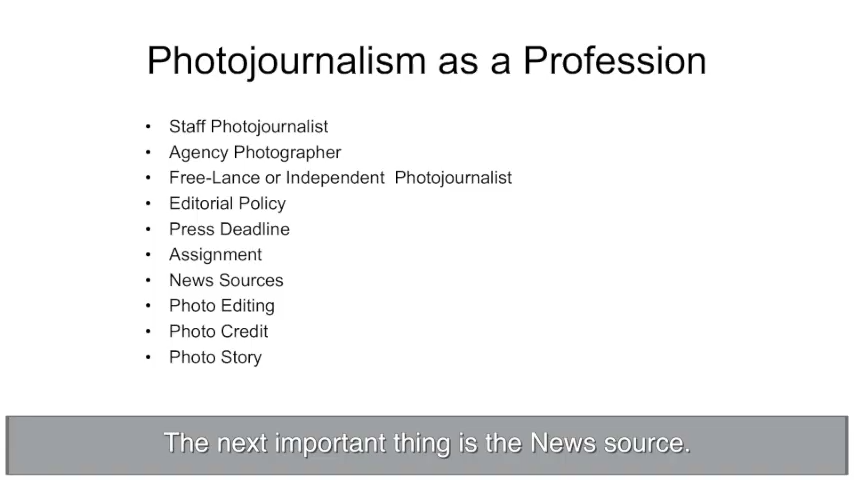 Photojournalism as a Profession
• Staff Photojournalist
• Agency Photographer
• Free-Lance or Independent Photojournalist
• Editorial Policy
• Press Deadline
• Assignment
• News Sources
• Photo Editing
• Photo Credit
• Photo Story
The next important thing is the News source.